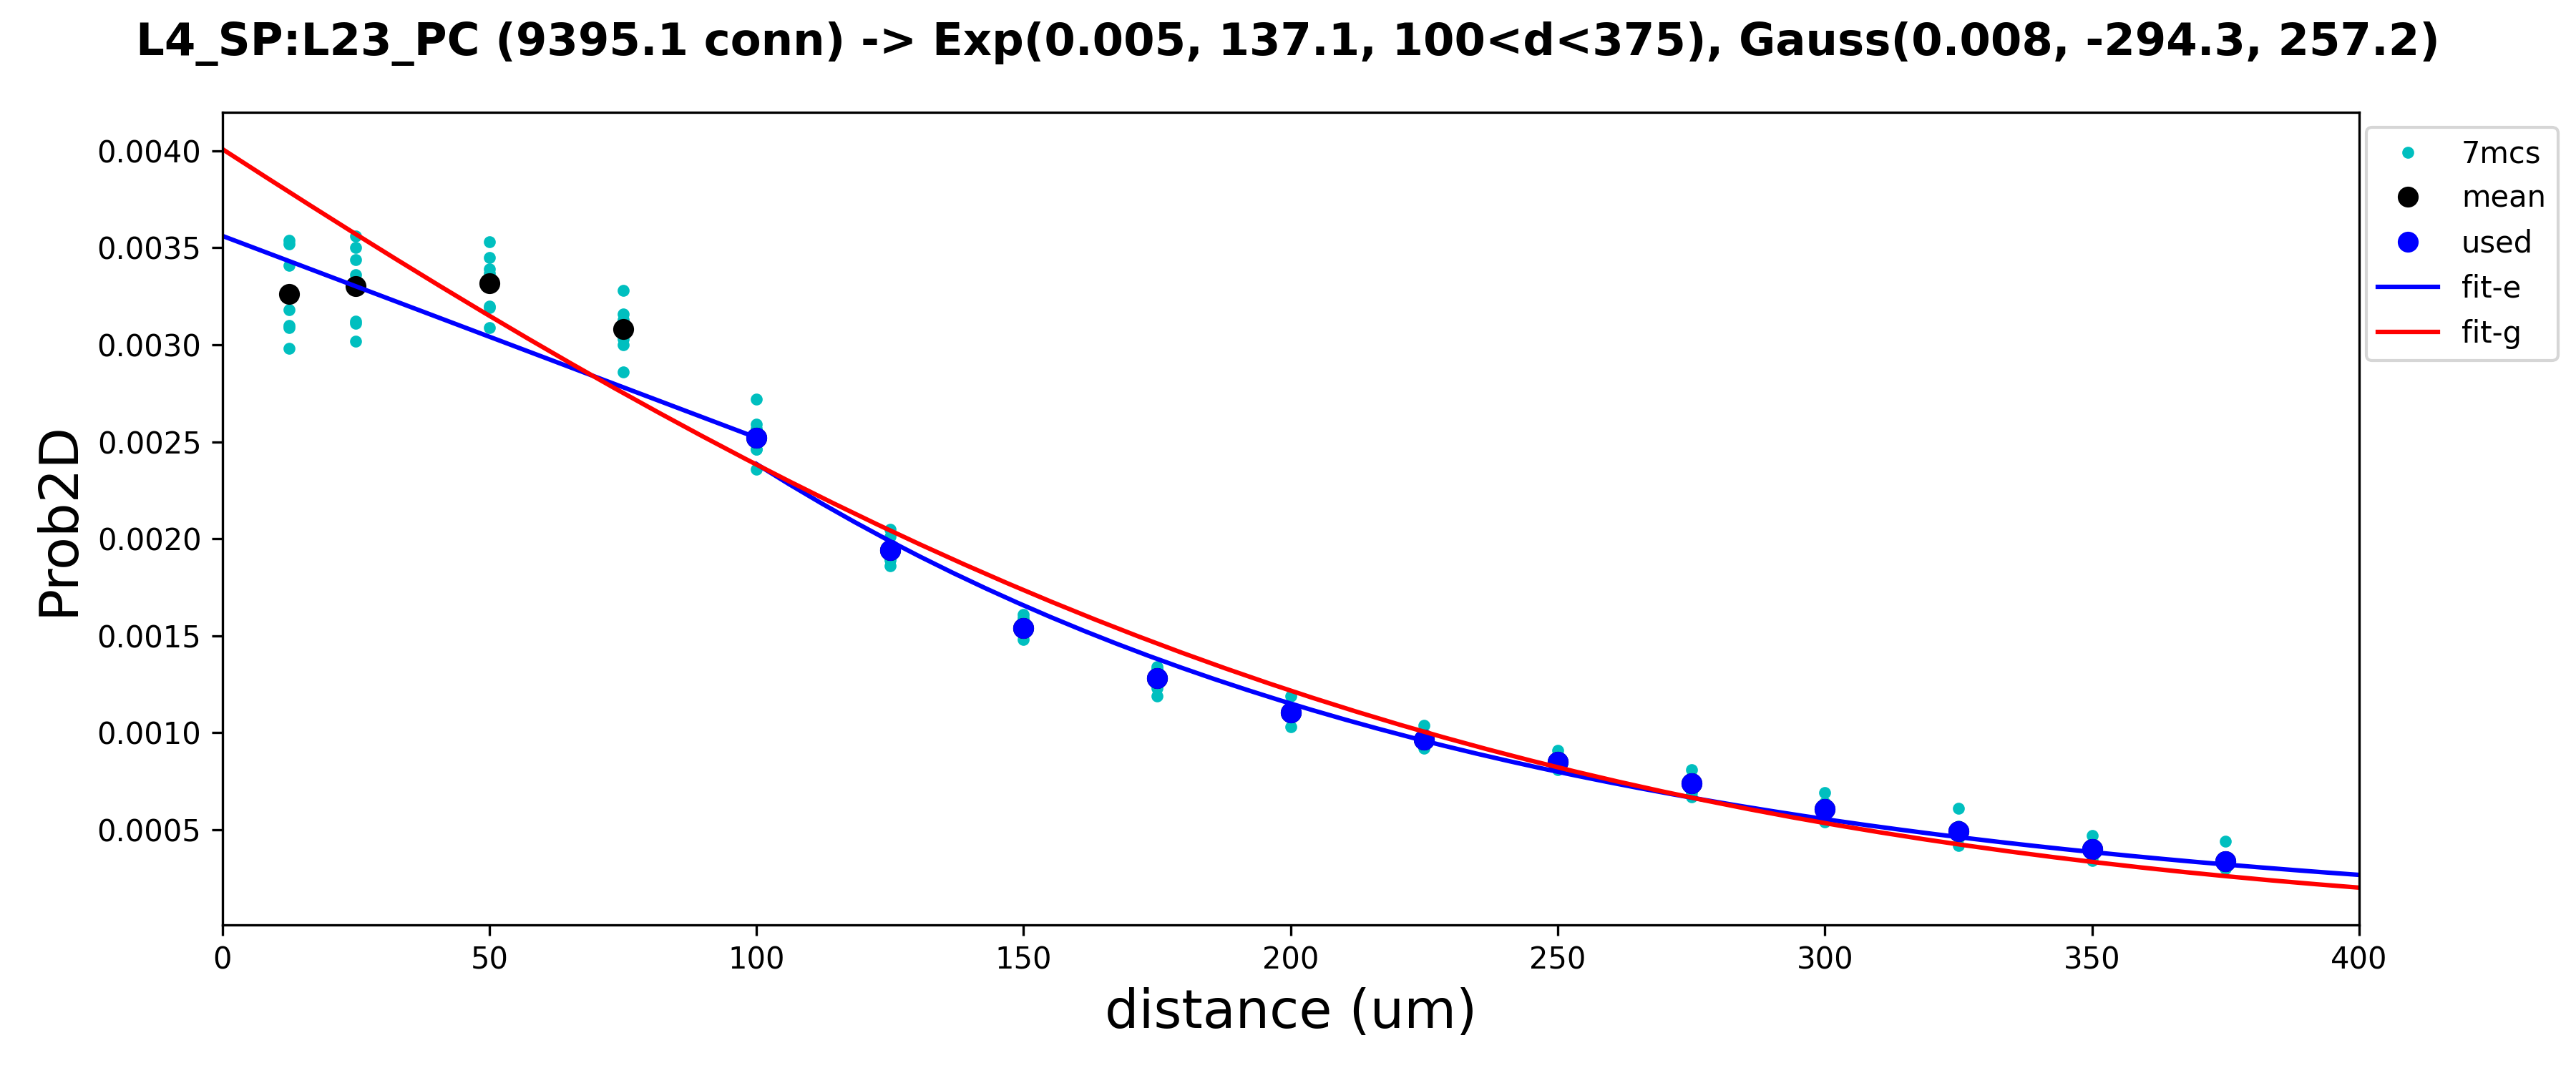 L4_SP:L23_PC (9395.1 conn) -> Exp(0.005, 137.1, 100<d<375), Gauss(0.008, -294.3, 257.2)
0.0040
0.0035
0.0030
0.0025
0.0020
0.0015
0.0010
0.0005
Prob2D
0 50 100 150 200 250 300 350 400
distance (um)
7mcs
mean
used
fit-e
fit-g